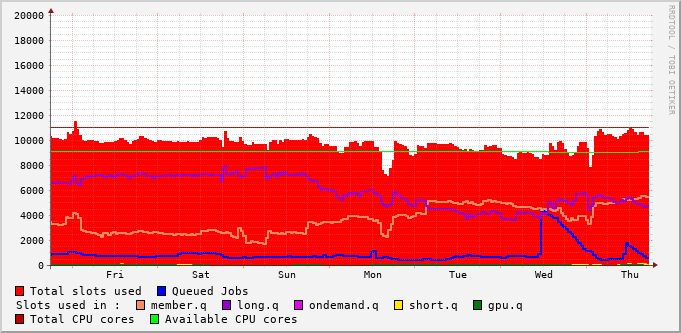 RRDTOOL / TOBI OETIKER
20000
18000
16000
14000
12000
10000
8000
6000
4000
2000
0
Fri Sat Sun Mon Tue Wed Thu
Total slots used Queued Jobs
Slots used in : member.q long.q ondemand.q short.q gpu.q
Total CPU cores Available CPU cores